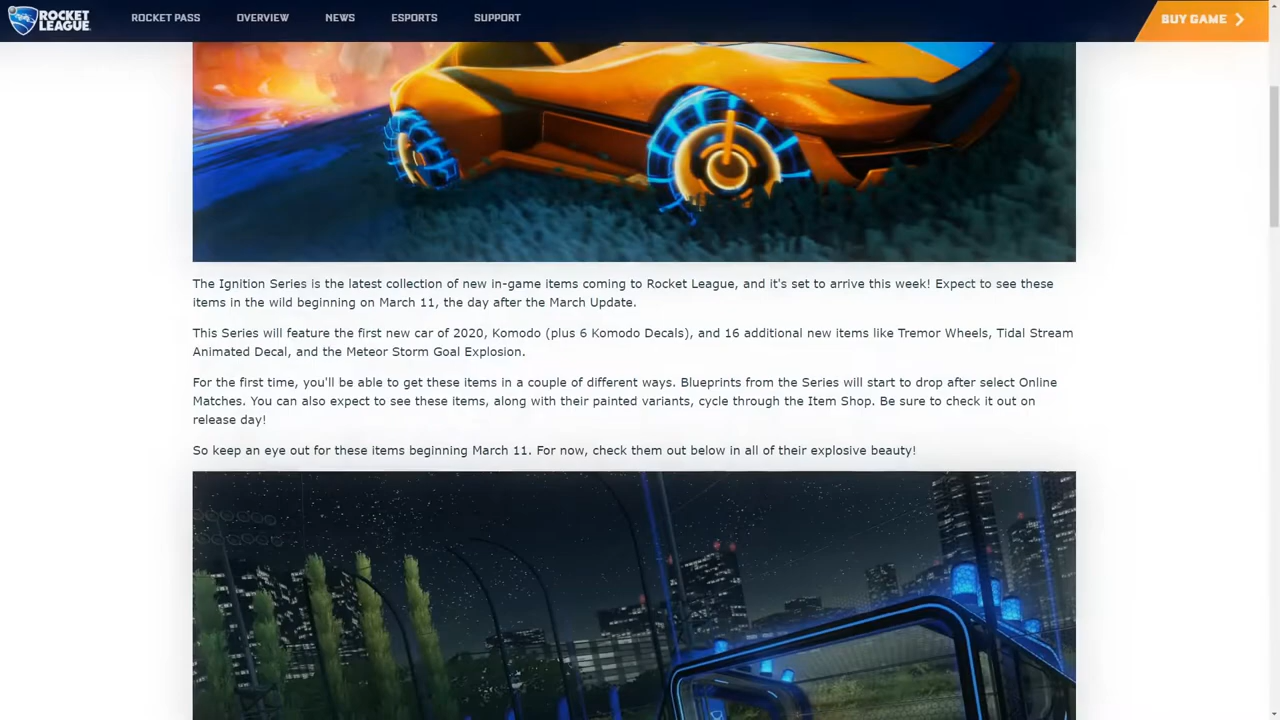 ROCKET LEAGUE
ROCKET PASS
OVERVIEW
NEWS
ESPORTS
SUPPORT
BUY GAME
The Ignition Series is the latest collection of new in-game items coming to Rocket League, and it's set to arrive this week! Expect to see these
items in the wild beginning on March 11, the day after the March Update.
This Series will feature the first new car of 2020, Komodo (plus 6 Komodo Decals), and 16 additional new items like Tremor Wheels, Tidal Stream
Animated Decal, and the Meteor Storm Goal Explosion.
For the first time, you'll be able to get these items in a couple of different ways. Blueprints from the Series will start to drop after select Online
Matches. You can also expect to see these items, along with their painted variants, cycle through the Item Shop. Be sure to check it out on
release day!
So keep an eye out for these items beginning March 11. For now, check them out below in all of their explosive beauty!